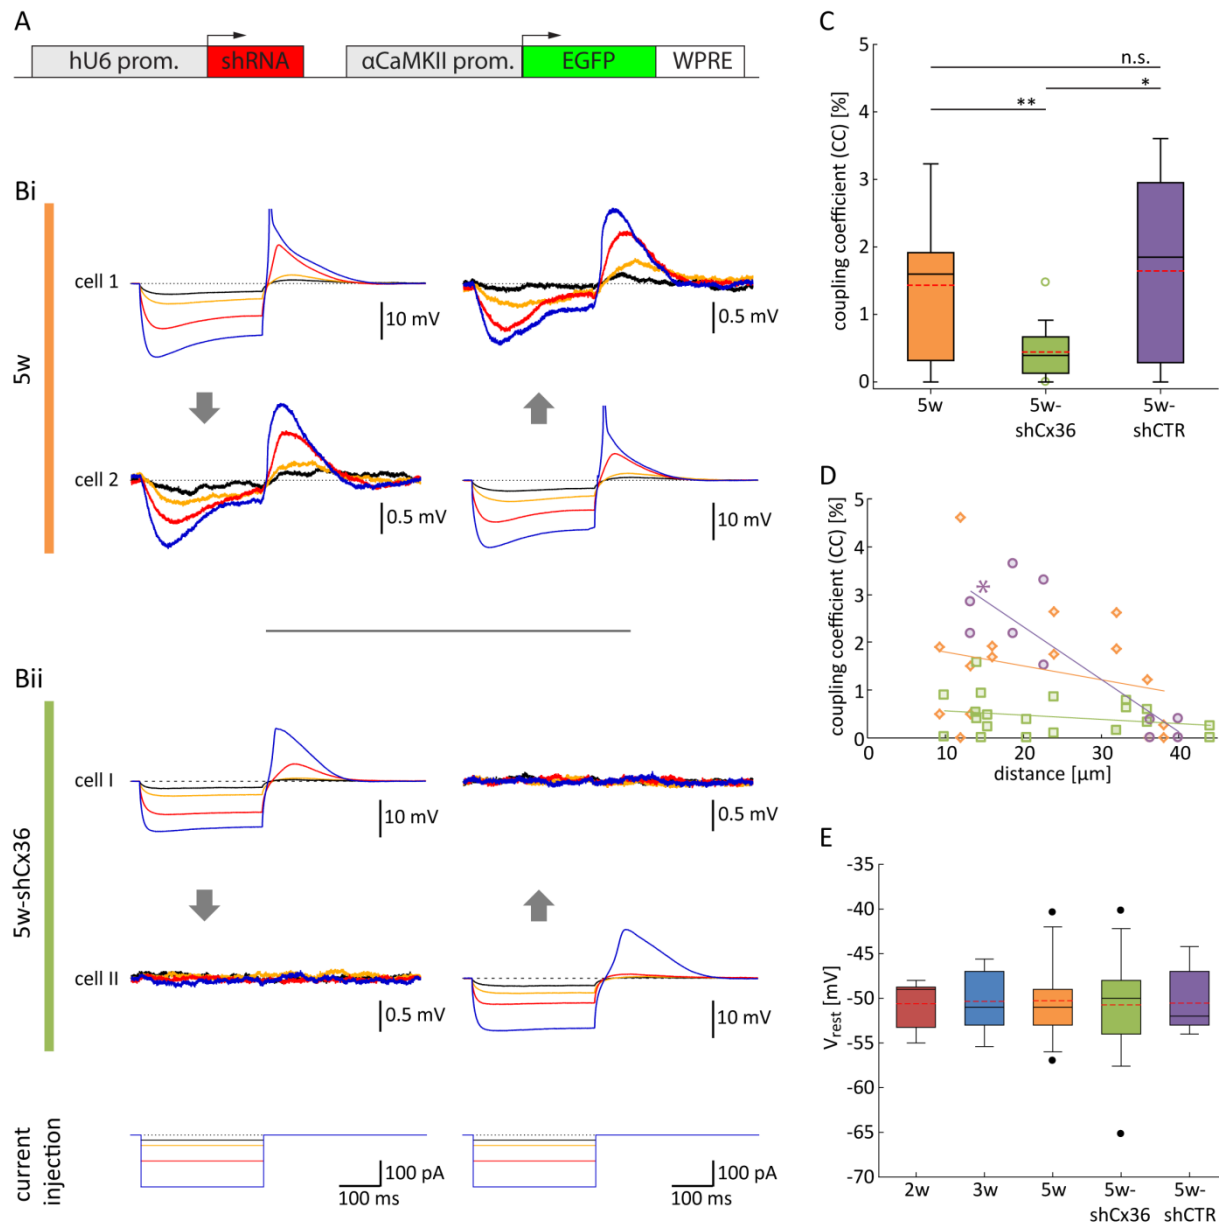 A
hU6 prom.
shRNA
αCaMKII prom.
EGFP
WPRE
Bi
5w
cell 1
10 mV
0.5 mV
cell 2
0.5 mV
10 mV
Bii
5w-shCx36
cell I
10 mV
0.5 mV
cell II
0.5 mV
10 mV
current
injection
100 pA
100 ms
100 pA
100 ms
C
coupling coefficient (CC) [%]
5
4
3
2
1
0
n.s.
*
**
5w
5w-
shCx36
5w-
shCTR
D
coupling coefficient (CC) [%]
5
4
3
2
1
0
*
0
10
20
30
40
distance [µm]
E
Vrest [mV]
-35
-40
-45
-50
-55
-60
-65
-70
2w
3w
5w
5w-
shCx36
5w-
shCTR